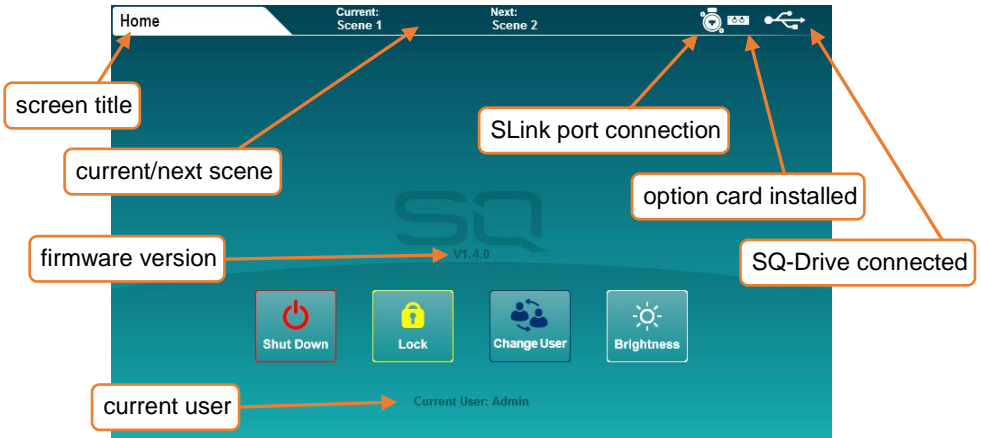 Home
Current:
Scene 1
Next:
Scene 2
screen title
SLink port connection
current/next scene
option card installed
SQ
firmware version
V1.4.0
SQ-Drive connected
Shut Down
Lock
Change User
Brightness
current user
Current User: Admin